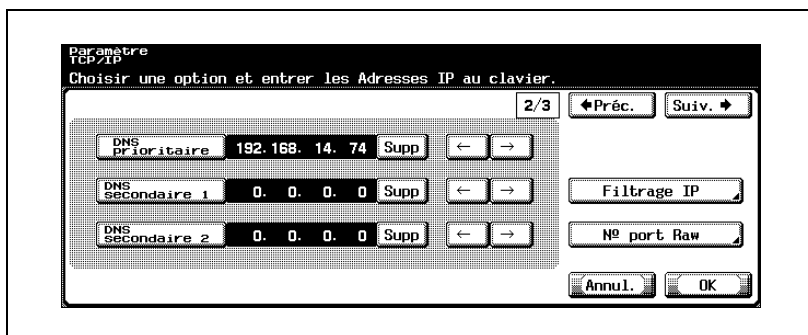 Paramètre
TCP/IP
Choisir une option et entrer les Adresses IP au clavier.
2/3
←Préc.
Suiv.→
DNS
prioritaire
192.168. 14. 74
Supp
←
→
DNS
secondaire 1
0. 0. 0. 0
Supp
←
→
Filtrage IP
DNS
secondaire 2
0. 0. 0. 0
Supp
←
→
Nº port Raw
Annul.
OK